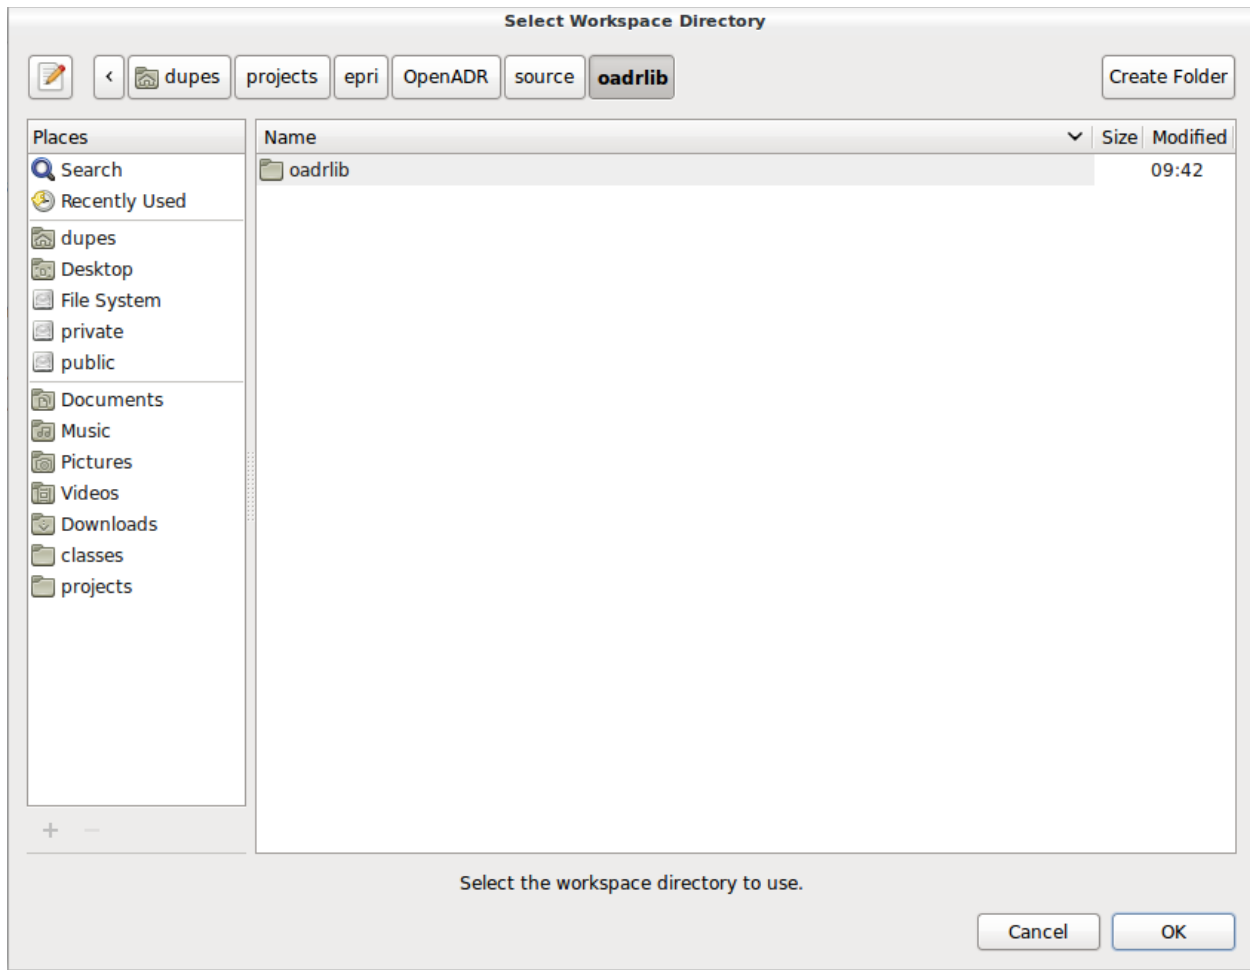 Select Workspace Directory
< dupes projects epri OpenADR source oadrlib Create Folder
Places
Search
Recently Used
dupes
Desktop
File System
private
public
Documents
Music
Pictures
Videos
Downloads
classes
projects
Name Size Modified
oadrlib 09:42
Select the workspace directory to use.
Cancel OK